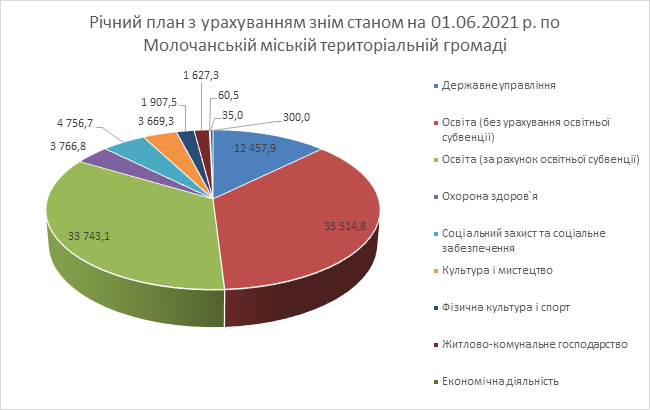 Річний план з урахуванням знім станом на 01.06.2021 р. по
Молочанській міській територіальній громаді
1 627,3
1 907,5
60,5
3 669,3
35,0
300,0
4 756,7
3 766,8
12 457,9
33 743,1
35 514,8
Державне управління
Освіта (без урахування освітньої
субвенції)
Освіта (за рахунок освітньої субвенції)
Охорона здоров`я
Соціальний захист та соціальне
забезпечення
Культура і мистецтво
Фізична культура і спорт
Житлово-комунальне господарство
Економічна діяльність